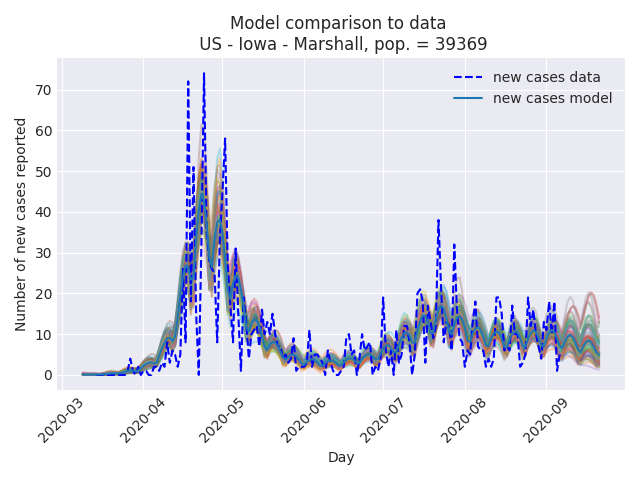 Model comparison to data
US - Iowa - Marshall, pop. = 39369
new cases data
new cases model
Number of new cases reported
70
60
50
40
30
20
10
0
2020-03
2020-04
2020-05
2020-06
2020-07
2020-08
2020-09
Day